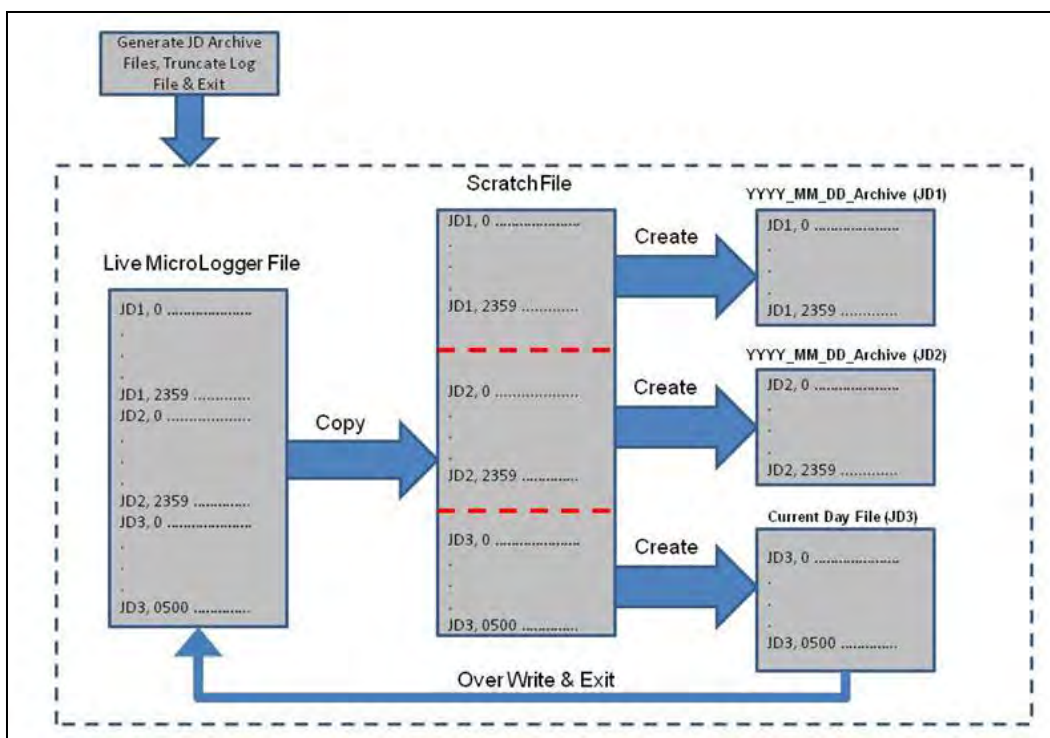 Generate JD Archive
Files, Truncate Log
File & Exit
Scratch File
YYYY_MM_DD_Archive (JD1)
Live MicroLogger File
JD1, 0 ......................
.
.
.
.
JD1, 2359 ..............
JD2, 0 ......................
.
.
.
.
JD2, 2359 ..............
JD3, 0 ......................
.
.
.
.
JD3, 0500 ..............
Copy
JD1, 0 ......................
.
.
.
.
JD1, 2359 ..............
JD2, 0 ......................
.
.
.
.
JD2, 2359 ..............
JD3, 0 ......................
.
.
.
.
JD3, 0500 ..............
Create
JD1, 0 ......................
.
.
.
.
JD1, 2359 .............
YYYY_MM_DD_Archive (JD2)
Create
JD2, 0 ......................
.
.
.
.
JD2, 2359 ..............
Current Day File (JD3)
Create
JD3, 0 ......................
.
.
.
.
JD3, 0500 ..............
Over Write & Exit